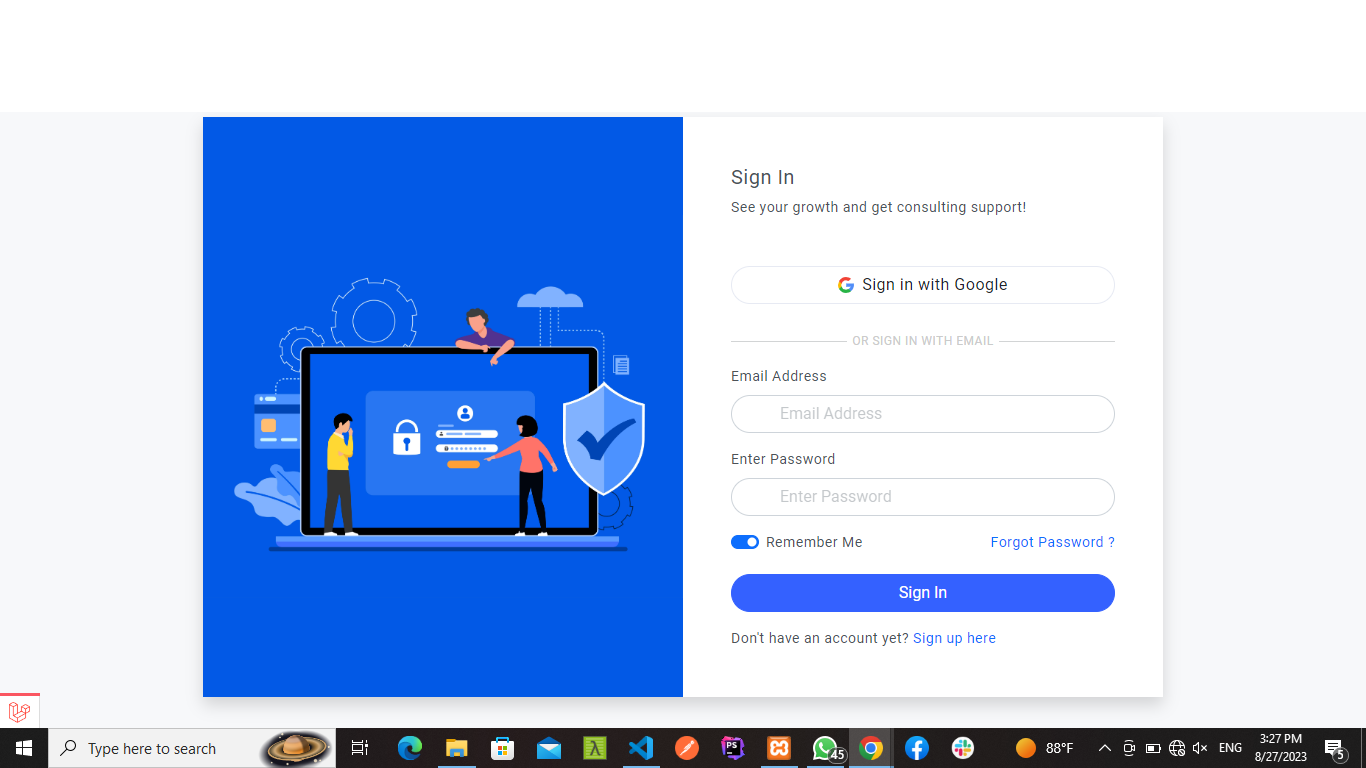 Sign In
See your growth and get consulting support!
Sign in with Google
OR SIGN IN WITH EMAIL
Email Address
Email Address
Enter Password
Enter Password
Remember Me
Forgot Password ?
Sign In
Don't have an account yet? Sign up here
Type here to search
PS
45
88°F
ENG
3:27 PM
8/27/2023
5